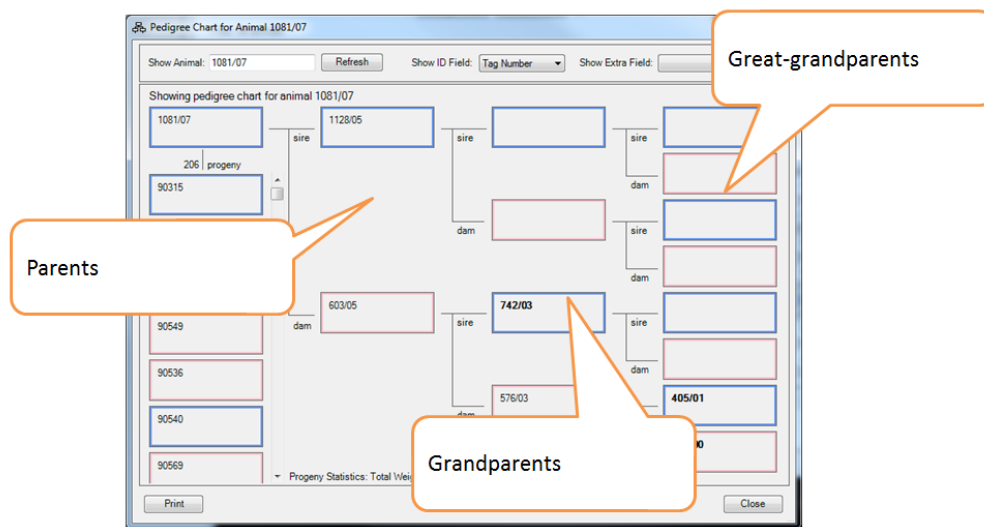 Pedigree Chart for Animal 1081/07
Show Animal: 1081/07 Refresh Show ID Field: Tag Number Show Extra Field:
Great-grandparents
Showing pedigree chart for animal 1081/07
1081/07
1128/05
sire
sire
sire
206 progeny
90315
dam
dam
sire
Parents
dam
603/05
742/03
90549
dam
sire
sire
90536
dam
90540
576/03
405/01
dam
Grandparents
90569
Progeny Statistics: Total
Print
Close